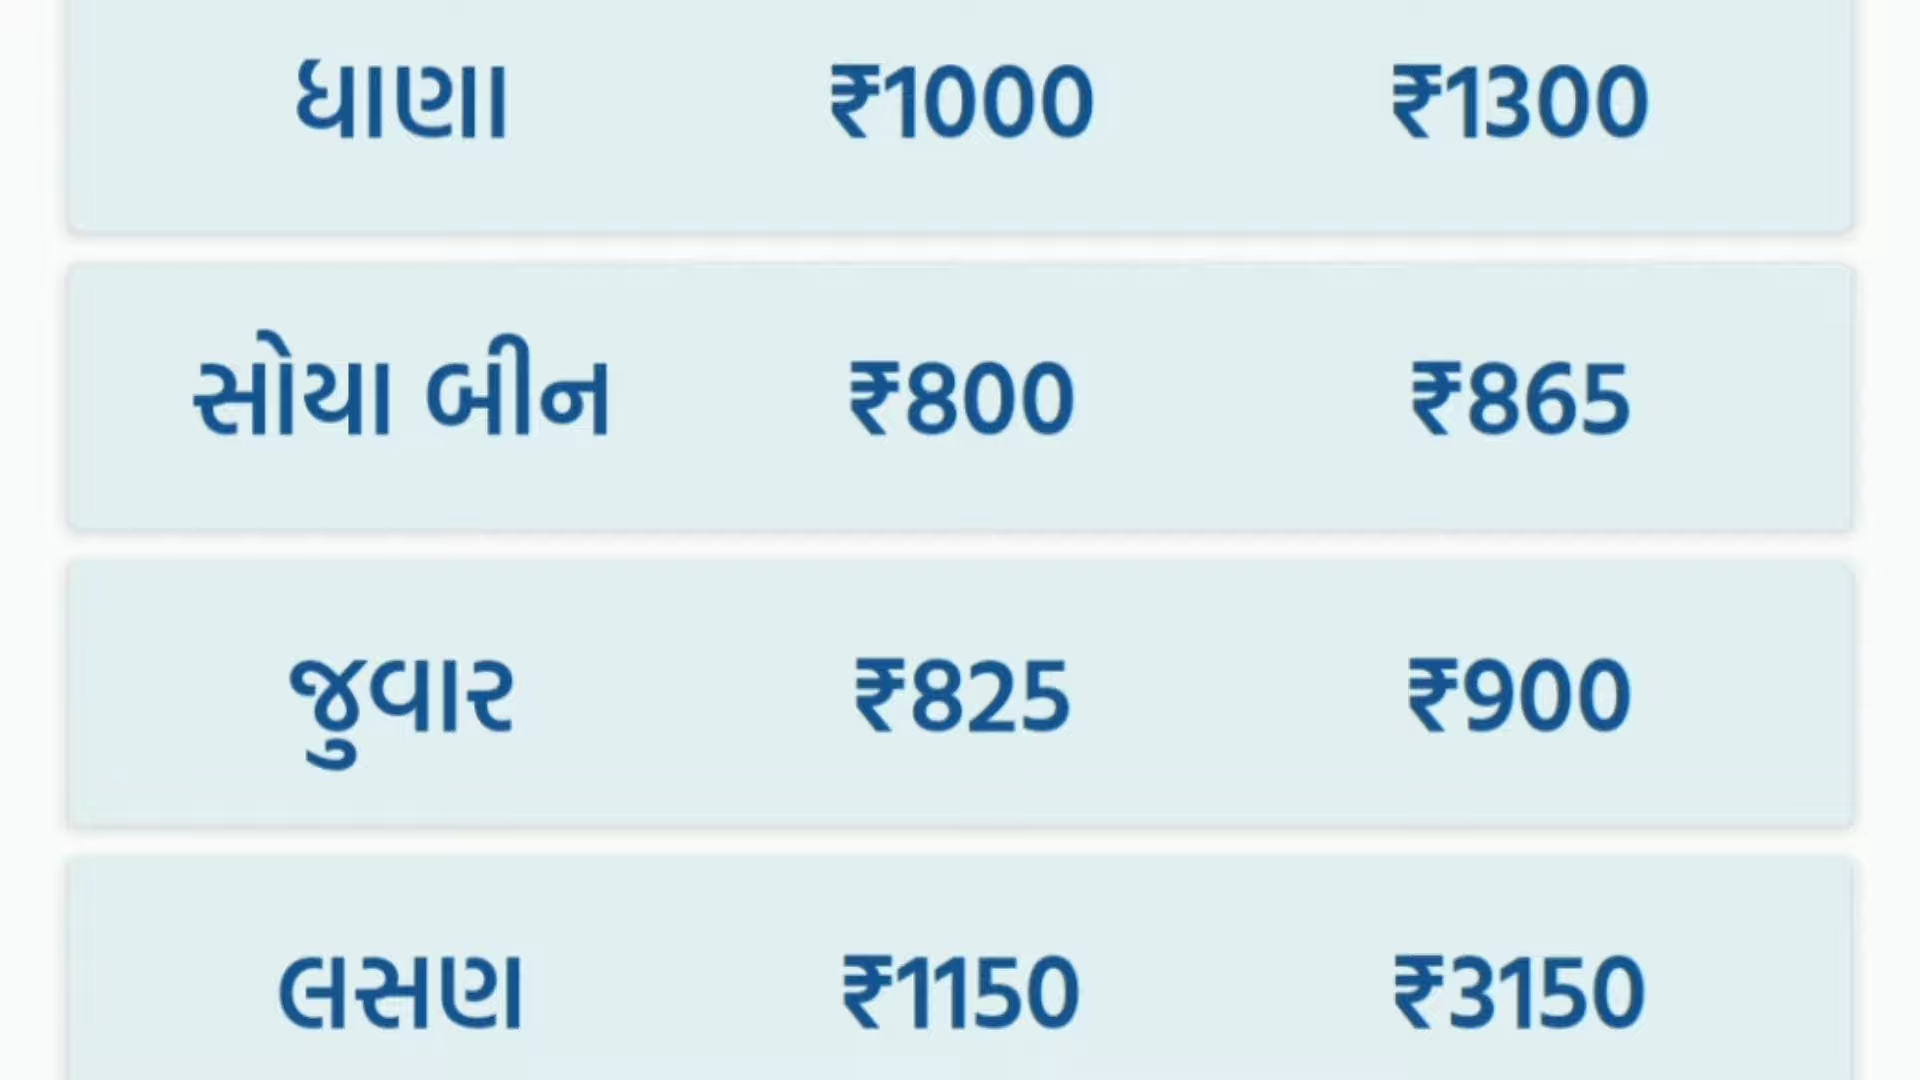 ધાણા ₹1000 ₹1300
સોયા બીન ₹800 ₹865
જુવાર ₹825 ₹900
લસણ ₹1150 ₹3150